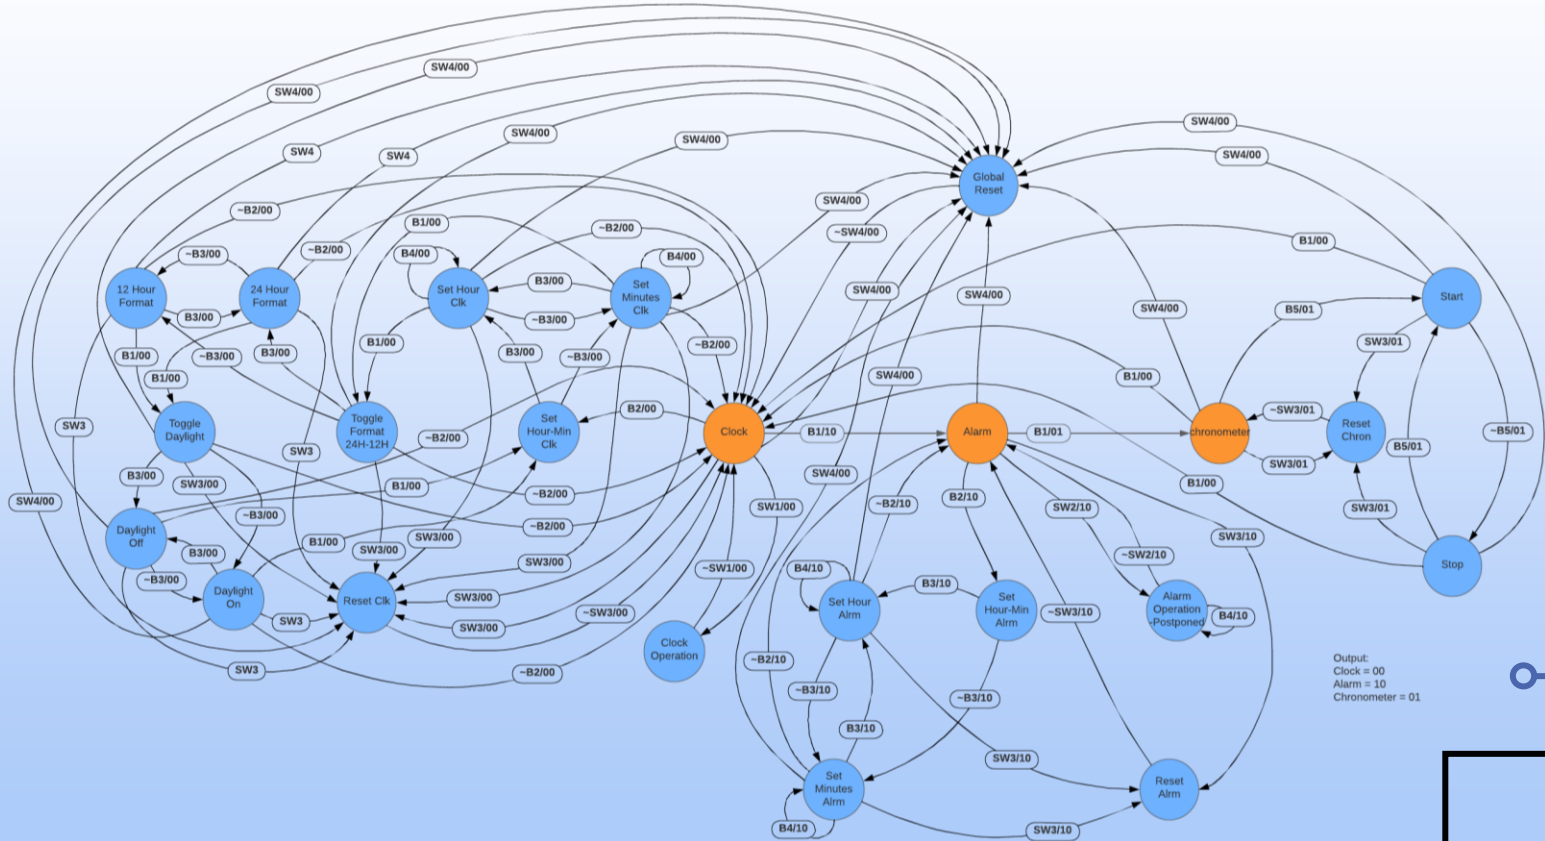 SW4/00
SW4/00
SW4/00
SW4/00
SW4/00
SW4
SW4
SW4/00
Global
Reset
SW4/00
~B2/00
B1/00
~B2/00
~SW4/00
B1/00
~B3/00
~B2/00
B4/00
B4/00
12 Hour
Format
24 Hour
Format
Set Hour
Clk
B3/00
Set
Minutes
Clk
SW4/00
SW4/00
SW4/00
B5/01
Start
B3/00
~B3/00
B1/00
~B3/00
B3/00
B1/00
B3/00
~B3/00
~B2/00
SW3/01
B1/00
SW4/00
B1/00
B2/00
~SW3/01
Toggle
Daylight
Toggle
Format
24H-12H
Set
Hour-Min
Clk
Clock
B1/10
Alarm
B1/01
chronometer
Reset
Chron
SW3
SW3
~B2/00
B5/01
~B5/01
SW3/01
B3/00
SW3/00
B1/00
~B2/00
SW4/00
B1/00
SW4/00
~B3/00
~B2/00
SW1/00
~B2/10
B2/10
SW2/10
SW3/01
Daylight
Off
B3/00
B1/00
SW3/00
SW3/00
SW3/00
SW3/10
~SW2/10
Stop
~B3/00
~SW1/00
B4/10
B3/10
Daylight
On
SW3
Reset Clk
SW3/00
SW3/00
~SW3/00
Set Hour
Alrm
Set
Hour-Min
Alrm
~SW3/10
Alarm
Operation
-Postponed
B4/10
Clock
Operation
SW3
~B2/00
~B2/10
~B3/10
~B3/10
B3/10
Output:
Clock = 00
Alarm = 10
Chronometer = 01
SW3/10
Set
Minutes
Alrm
Reset
Alrm
B4/10
SW3/10